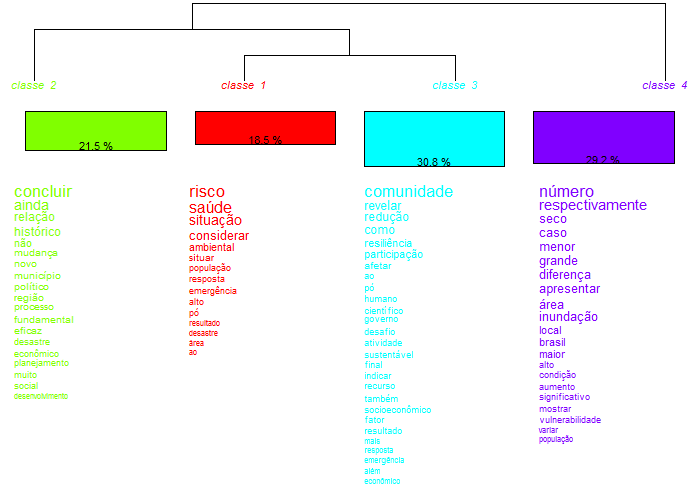 classe 2
classe 1
classe 3
classe 4
21.5 %
18.5 %
30.8 %
29.2 %
concluir
ainda
relação
histórico
não
mudança
novo
município
político
região
processo
fundamental
eficaz
desastre
econômico
planejamento
muito
social
desenvolvimento
risco
saúde
situação
considerar
ambiental
situar
população
resposta
emergência
alto
pó
resultado
desastre
área
ao
comunidade
revelar
redução
como
resiliência
participação
afetar
ao
pó
humano
científico
governo
desafio
atividade
sustentável
final
indicar
recurso
também
socioeconômico
fator
resultado
mais
resposta
emergência
além
econômico
número
respectivamente
seco
caso
menor
grande
diferença
apresentar
área
inundação
local
brasil
maior
alto
condição
aumento
significativo
mostrar
vulnerabilidade
variar
população